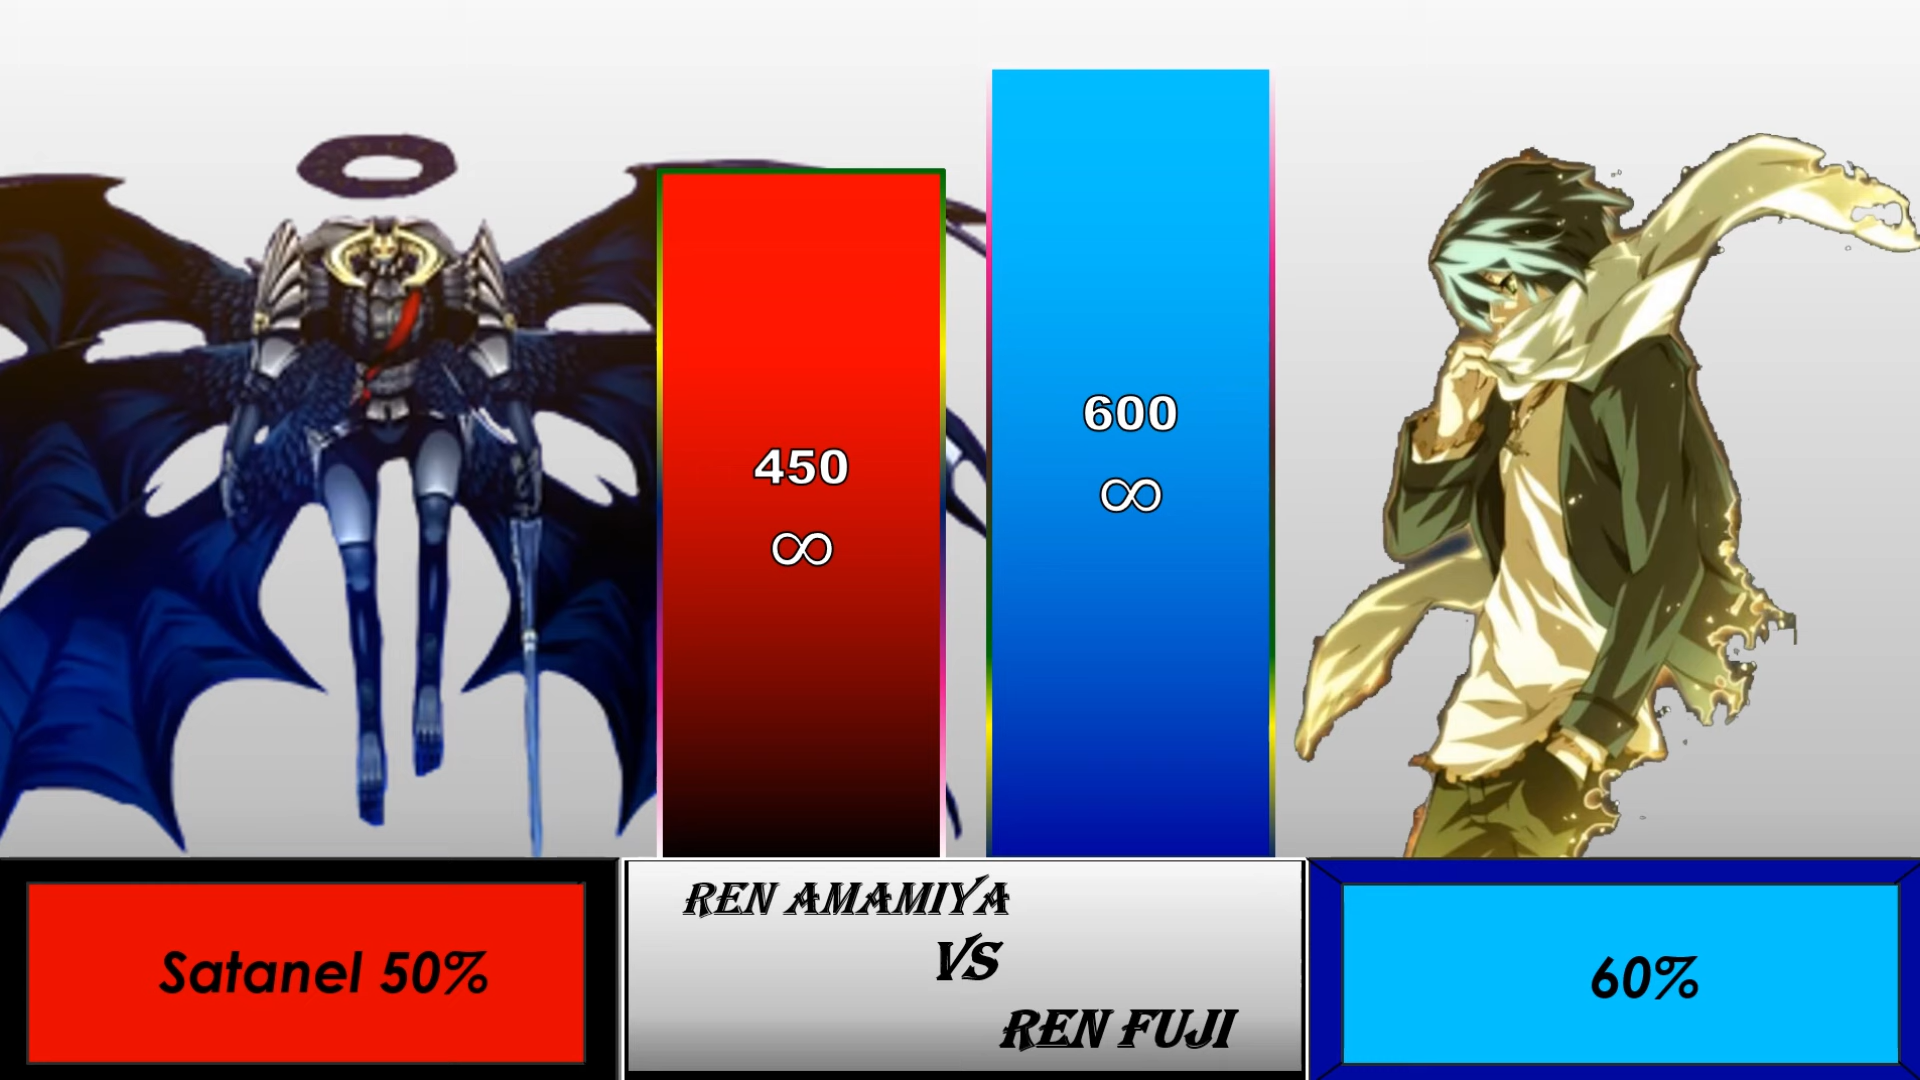 450
∞
600
∞
Satanel 50%
REN AMAMIYA
VS
REN FUJI
60%